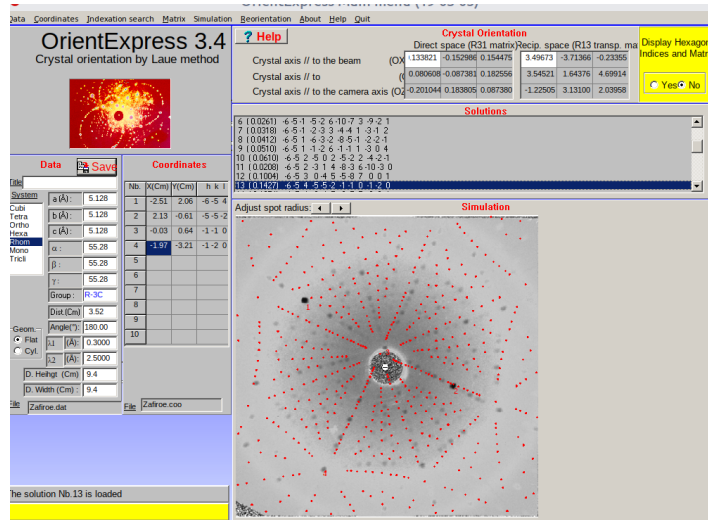 OrientExpress Main menu (49-05-05)
Data Coordinates Indexation search Matrix Simulation Reorientation About Help Quit
OrientExpress 3.4
Crystal orientation by Laue method
? Help
Crystal Orientation
Direct space (R31 matrix) Recip. space (R13 transp. ma
Crystal axis // to the beam (OX .133821 -0.152986 0.154475 3.49673 -3.71366 -0.23355
Crystal axis // to (O 0.080608 -0.087381 0.182556 3.54521 1.64376 4.69914
Crystal axis // to the camera axis (OZ -0.201044 0.183805 0.087380 -1.22505 3.13100 2.03958
Display Hexagor
Indices and Matr
Yes No
Solutions
6 ( 0.0261) -6 -5 -1 -5 -2 6 -10 -7 3 -9 -2 1
7 ( 0.0318) -6 -5 -1 -2 -3 3 -4 -4 1 -3 -1 2
8 ( 0.0412) -6 -5 -1 -6 -3 -2 -8 -5 -1 -2 -2 -1
9 ( 0.0510) -6 -5 1 -1 -2 6 -1 -1 1 -3 0 4
10 ( 0.0610) -6 -5 2 -5 0 2 -5 -2 2 -4 -2 -1
11 ( 0.0208) -6 -5 2 -3 1 4 -8 -3 6 -10 -3 0
12 ( 0.1004) -6 -5 3 0 4 5 -5 -8 7 0 0 1
13 ( 0.1427) -6 -5 4 -5 -5 -2 -1 -1 0 -1 -2 0
Data Save
Title
System
Cubi
Tetra
Ortho
Hexa
Rhom
Mono
Tricli
a (Å) : 5.128
b (Å) : 5.128
c (Å) : 5.128
α : 55.28
β : 55.28
γ : 55.28
Group : R-3C
Dist.(Cm) 3.52
Geom. Angle(°): 180.00
Flat λ1 (Å): 0.3000
Cyl. λ2 (Å): 2.5000
D. Heihgt (Cm) 9.4
D. Width (Cm) : 9.4
File Zafiroe.dat
Coordinates
Nb. X(Cm) Y(Cm) h k l
1 -2.51 2.06 -6 -5 4
2 2.13 -0.61 -5 -5 -2
3 -0.03 0.64 -1 -1 0
4 -1.97 -3.21 -1 -2 0
5
6
7
8
9
10
File Zafiroe.coo
Adjust spot radius: Simulation
The solution Nb.13 is loaded